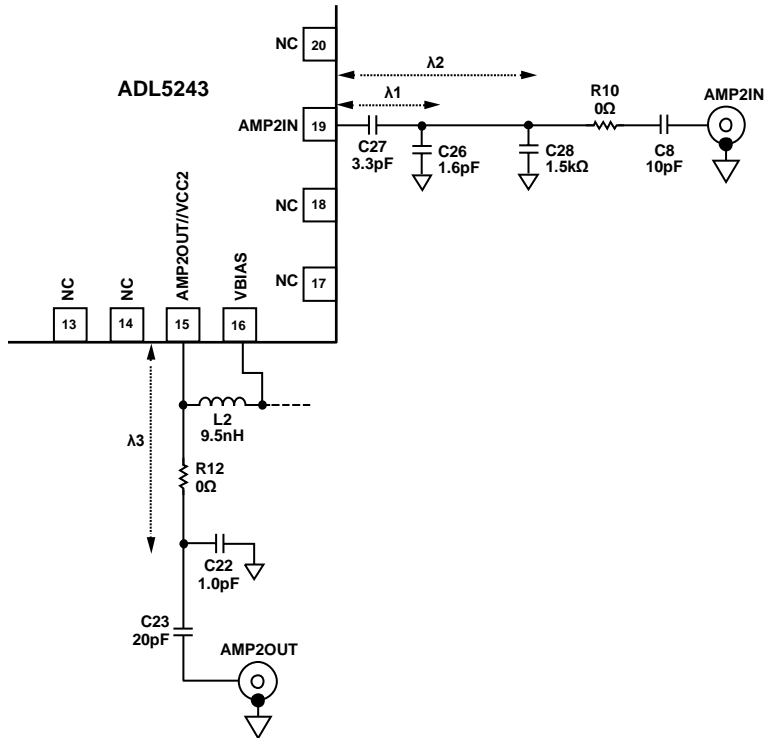 NC
20
ADL5243
λ2
λ1
R10
0Ω
AMP2IN
AMP2IN
19
C27
3.3pF
C26
1.6pF
C28
1.5kΩ
C8
10pF
NC
18
NC
17
NC
NC
AMP2OUT//VCC2
VBIAS
13
14
15
16
L2
9.5nH
λ3
R12
0Ω
C22
1.0pF
C23
20pF
AMP2OUT